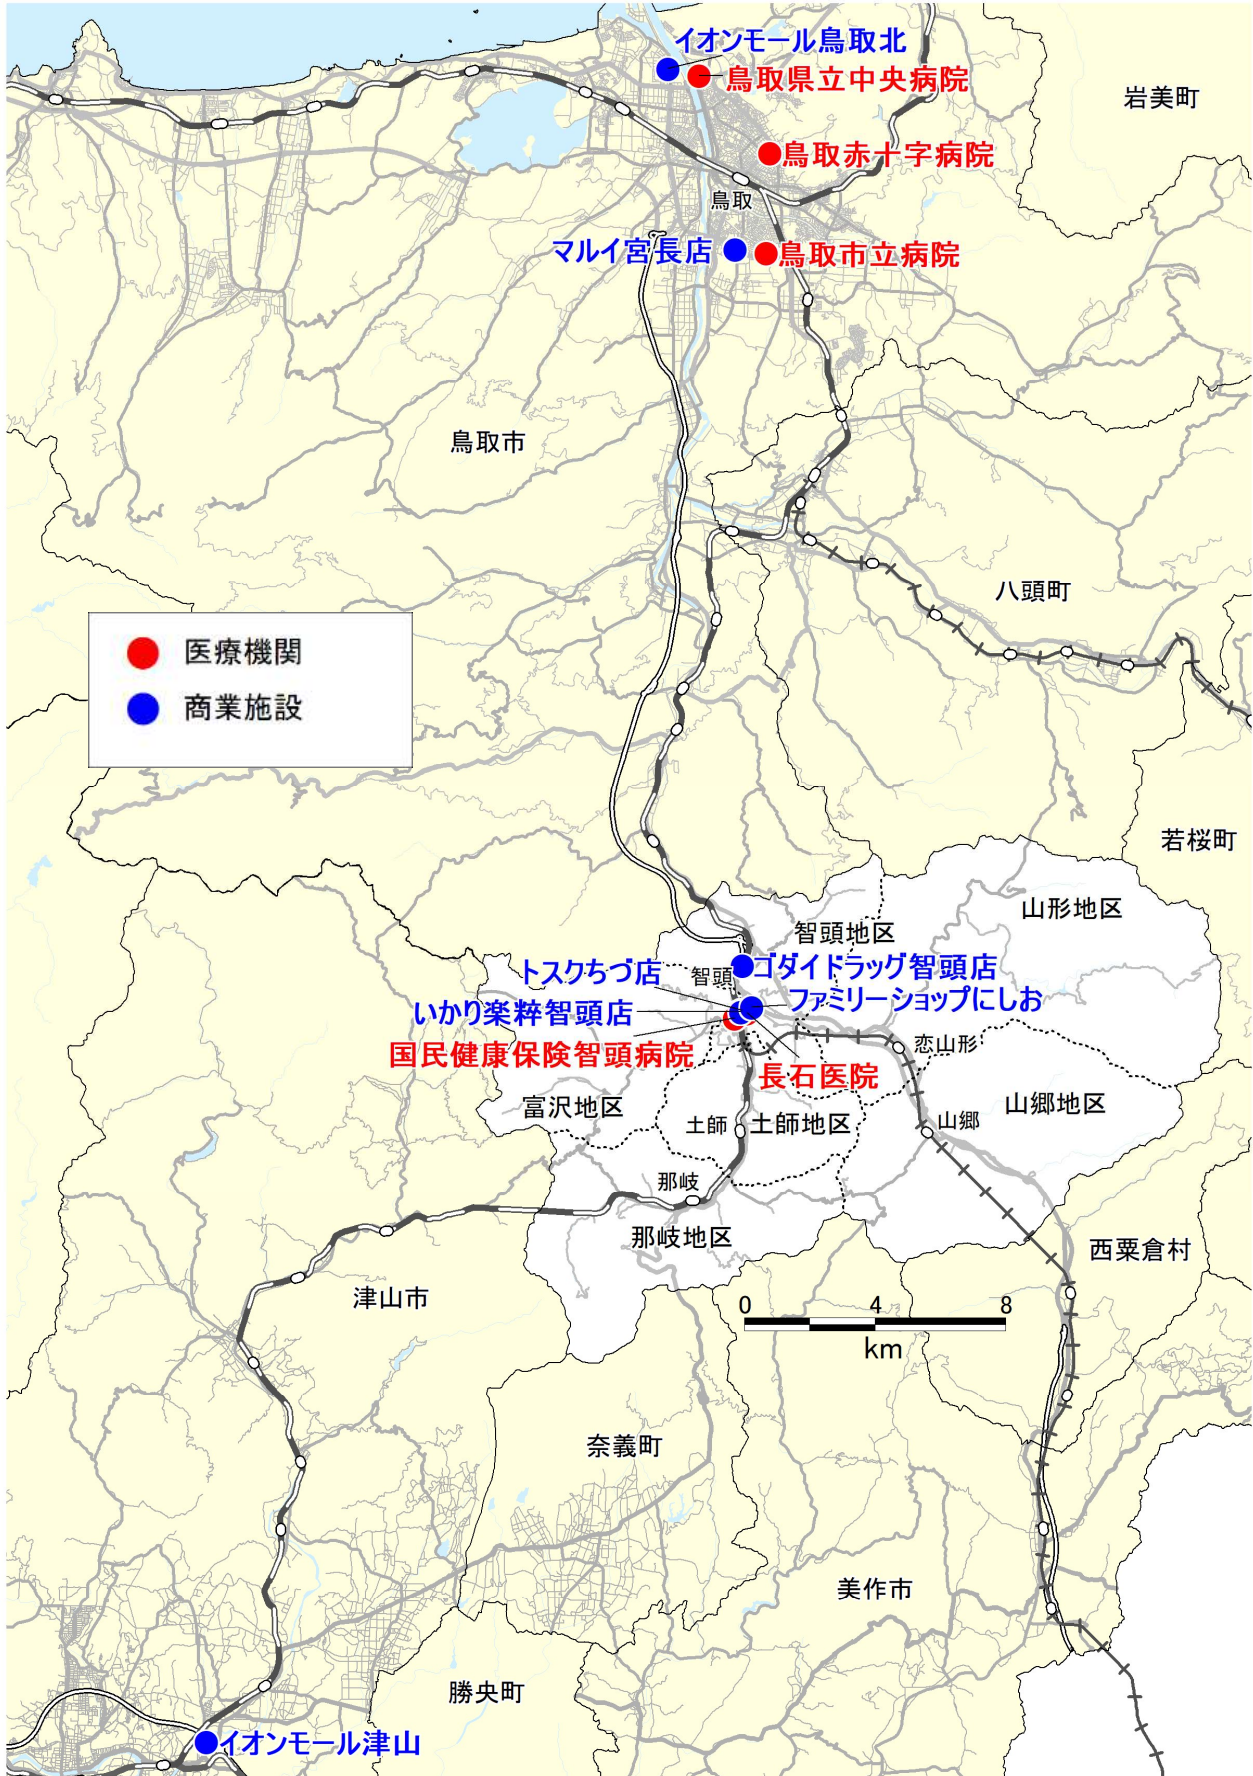 イオンモール鳥取北
鳥取県立中央病院
岩美町
鳥取赤十字病院
鳥取
マルイ宮長店
鳥取市立病院
鳥取市
八頭町
医療機関
商業施設
若桜町
山形地区
智頭地区
トスクちづ店
智頭
ゴダイドラッグ智頭店
いかり楽粋智頭店
ファミリーショップにしお
国民健康保険智頭病院
恋山形
長石医院
富沢地区
山郷地区
土師
土師地区
山郷
那岐
那岐地区
西粟倉村
津山市
0 4 8
km
奈義町
美作市
勝央町
イオンモール津山